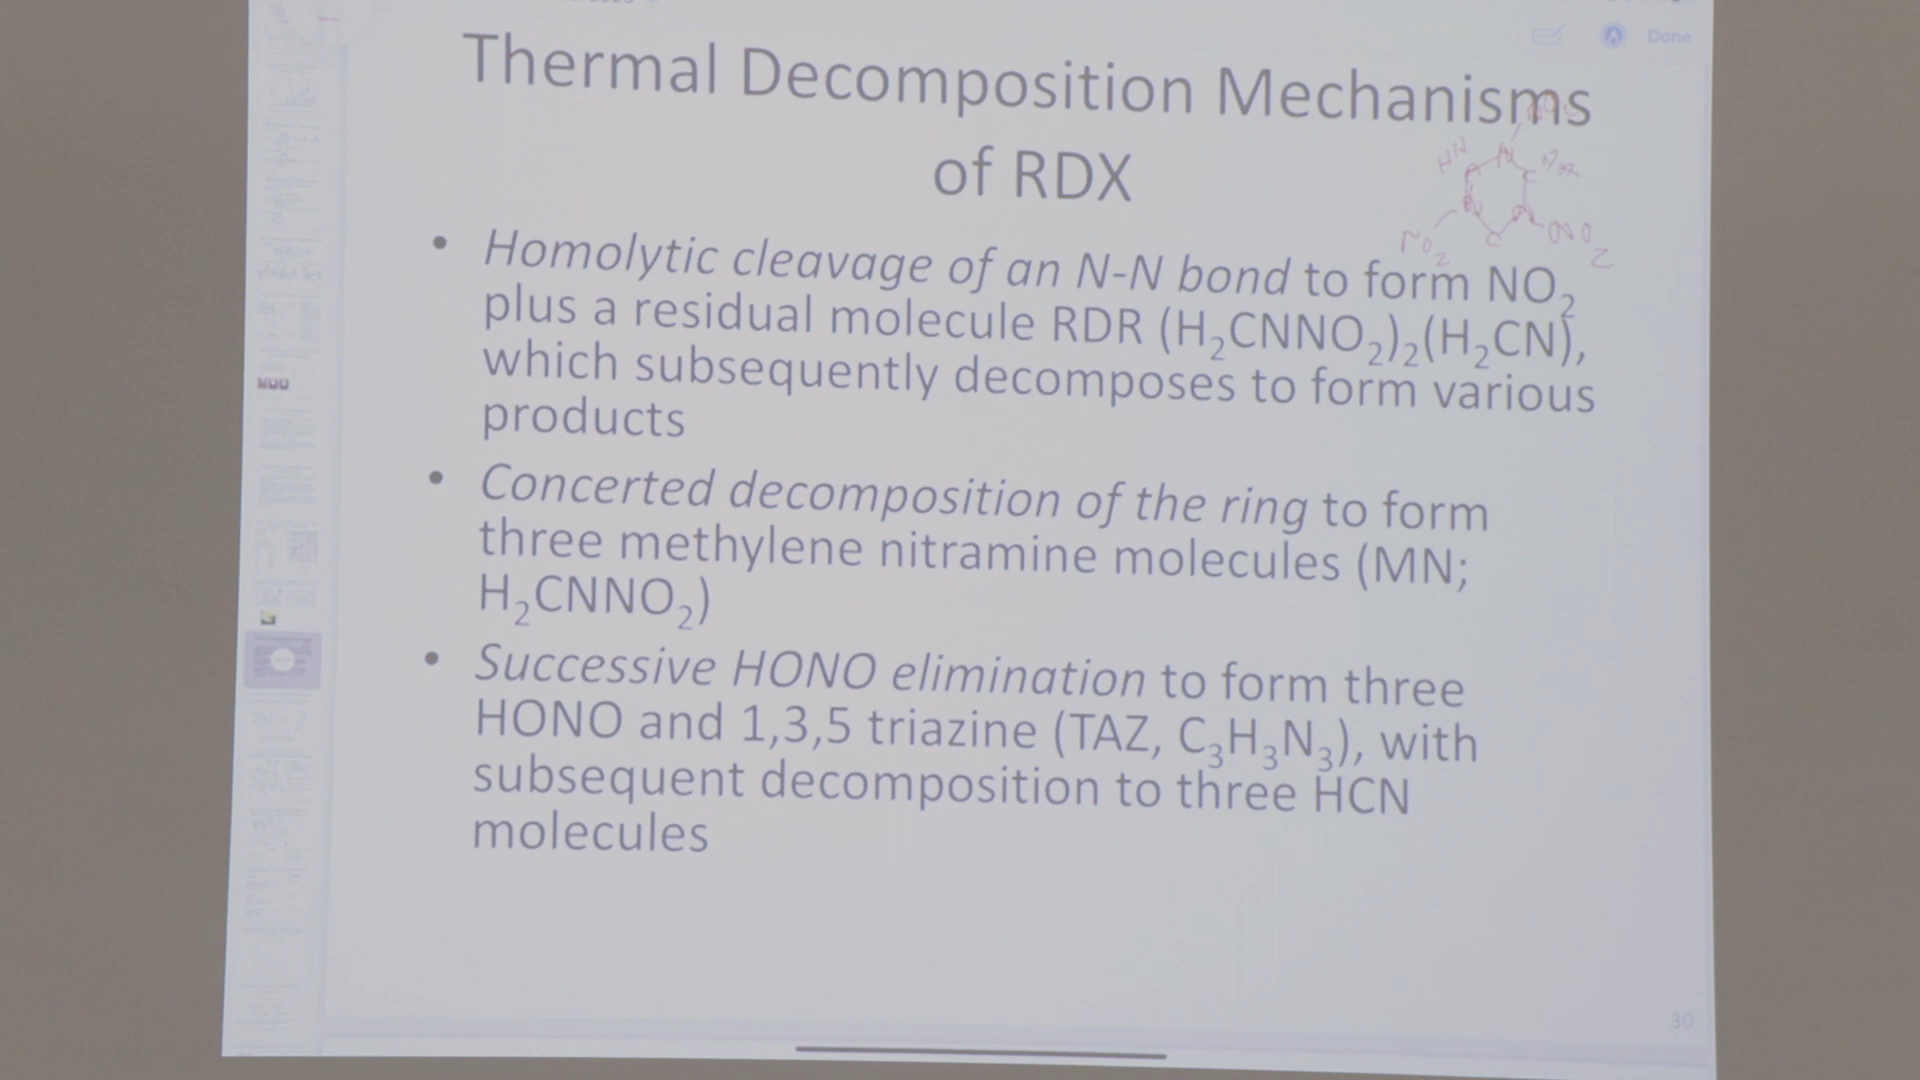 Done
Thermal Decomposition Mechanisms
of RDX
• Homolytic cleavage of an N-N bond to form NO₂
plus a residual molecule RDR (H₂CNNO₂)₂(H₂CN),
which subsequently decomposes to form various
products
• Concerted decomposition of the ring to form
three methylene nitramine molecules (MN;
H₂CNNO₂)
• Successive HONO elimination to form three
HONO and 1,3,5 triazine (TAZ, C₃H₃N₃), with
subsequent decomposition to three HCN
molecules
30